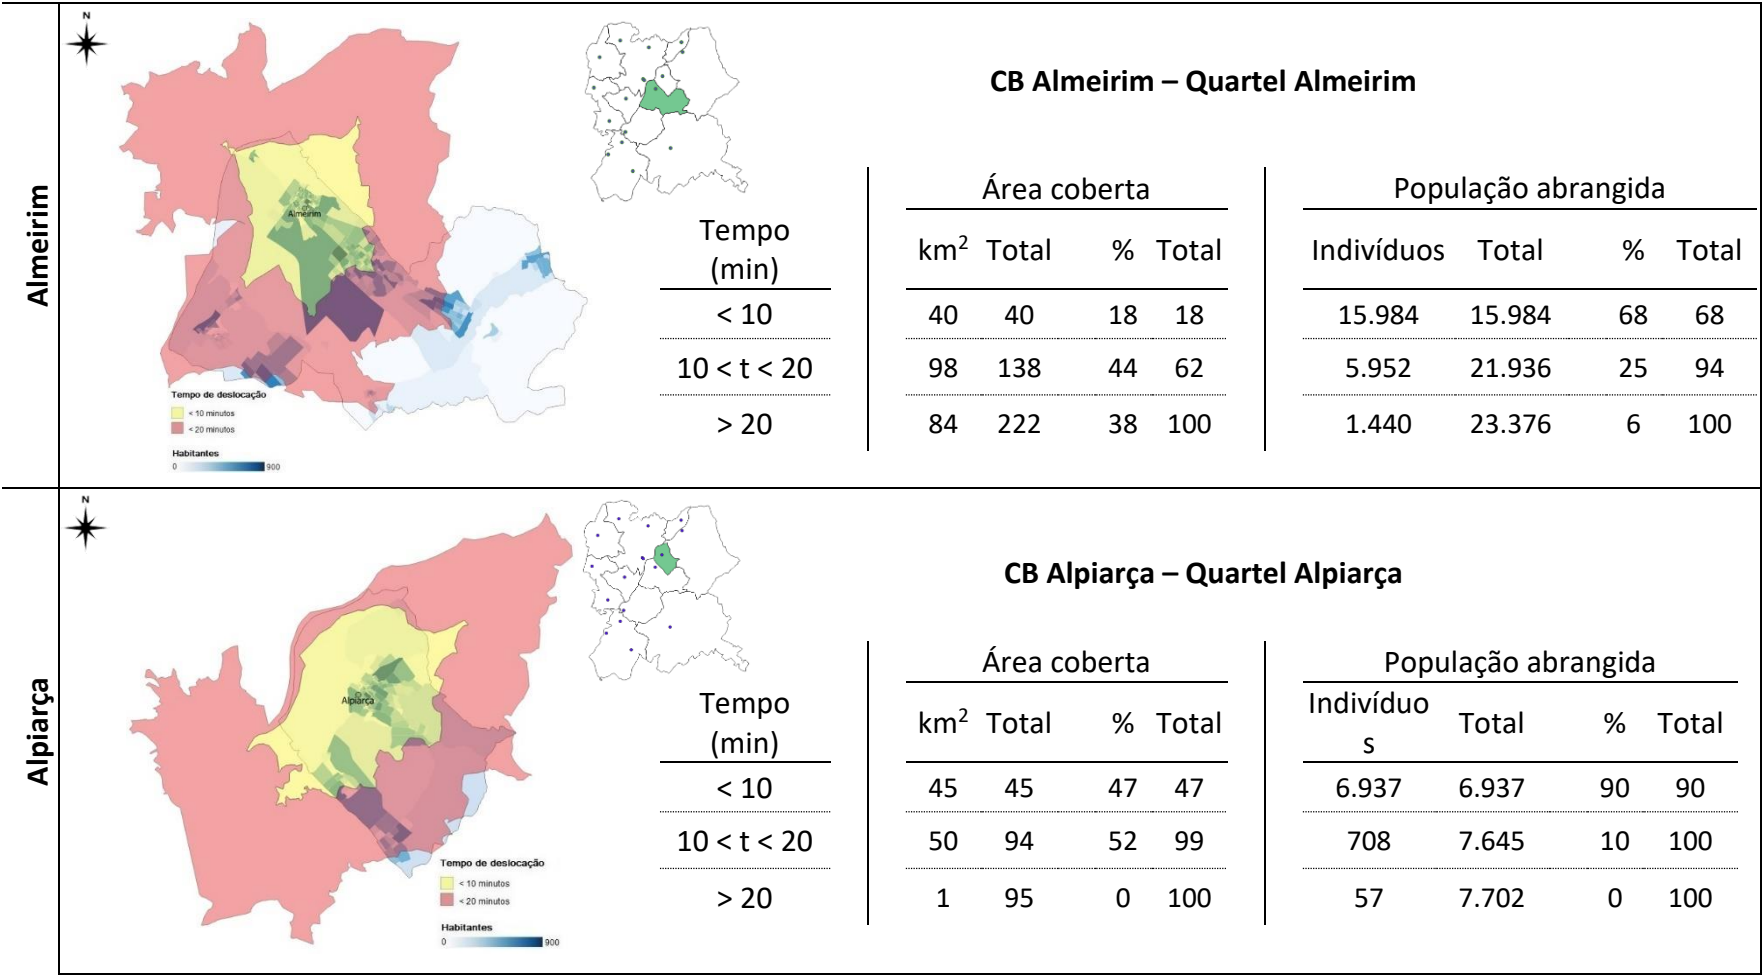 Almeirim
N
Almeirim
Tempo de deslocação
< 10 minutos
< 20 minutos
Habitantes
0 900
CB Almeirim – Quartel Almeirim
Área coberta População abrangida
Tempo (min) km² Total % Total Indivíduos Total % Total
< 10 40 40 18 18 15.984 15.984 68 68
10 < t < 20 98 138 44 62 5.952 21.936 25 94
> 20 84 222 38 100 1.440 23.376 6 100
Alpiarça
N
Alpiarça
Tempo de deslocação
< 10 minutos
< 20 minutos
Habitantes
0 900
CB Alpiarça – Quartel Alpiarça
Área coberta População abrangida
Tempo (min) km² Total % Total Indivíduos Total % Total
< 10 45 45 47 47 6.937 6.937 90 90
10 < t < 20 50 94 52 99 708 7.645 10 100
> 20 1 95 0 100 57 7.702 0 100